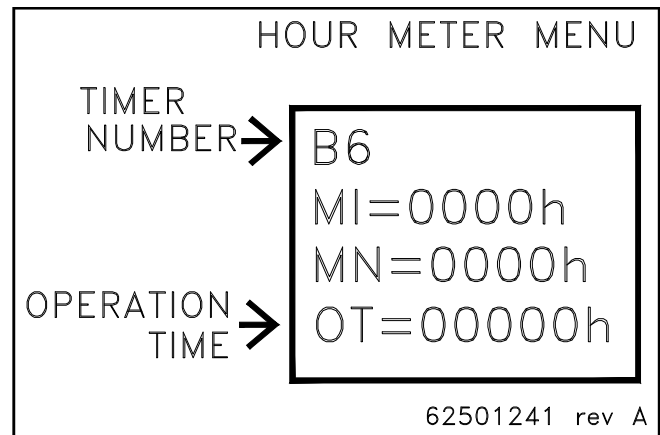 HOUR METER MENU
TIMER
NUMBER
B6
MI=0000h
MN=0000h
OPERATION
TIME
OT=00000h
62501241 rev A